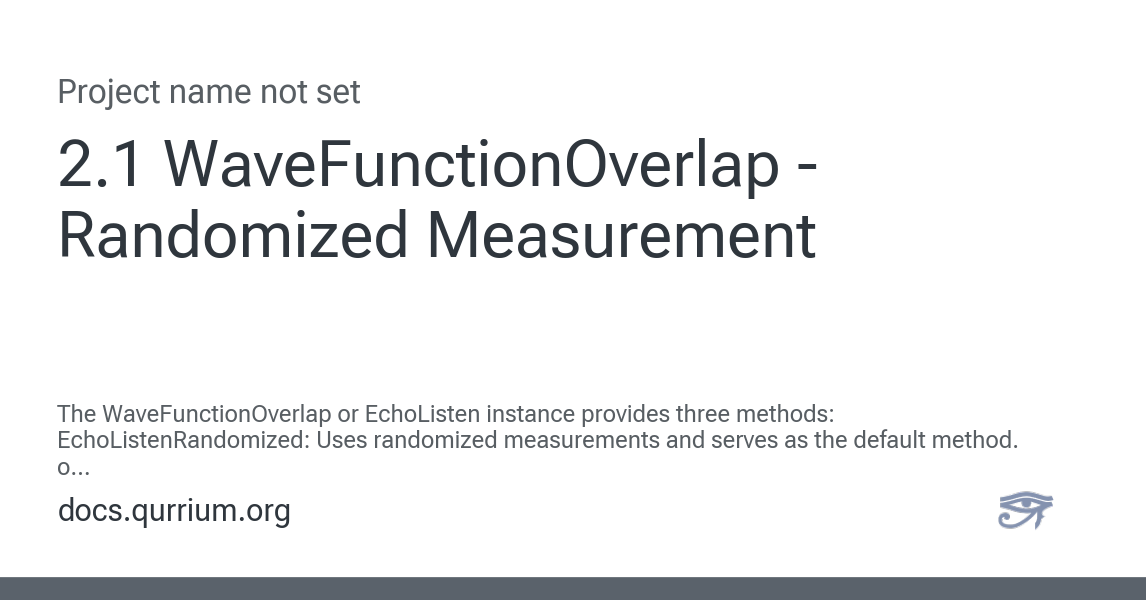 Project name not set
2.1 WaveFunctionOverlap -
Randomized Measurement
The WaveFunctionOverlap or EchoListen instance provides three methods:
EchoListenRandomized: Uses randomized measurements and serves as the default method.
o...
docs.qurrium.org